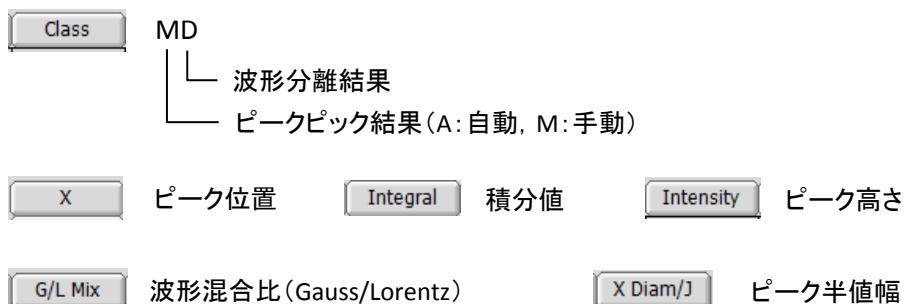 Class MD
波形分離結果
ピークピック結果(A:自動, M:手動)
X ピーク位置 Integral 積分値 Intensity ピーク高さ
G/L Mix 波形混合比(Gauss/Lorentz) X Diam/J ピーク半値幅